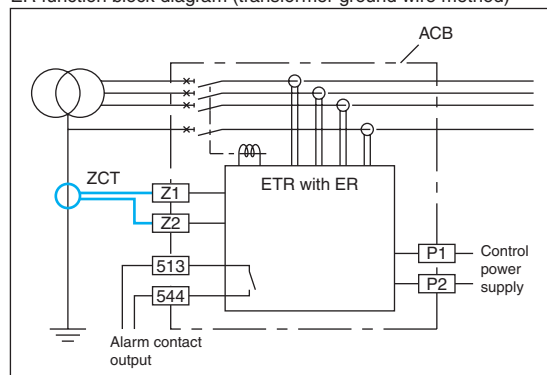 ER function block diagram (transformer ground wire method)
ACB
ZCT
Z1
ETR with ER
Z2
P1
Control
power
supply
513
P2
544
Alarm contact
output